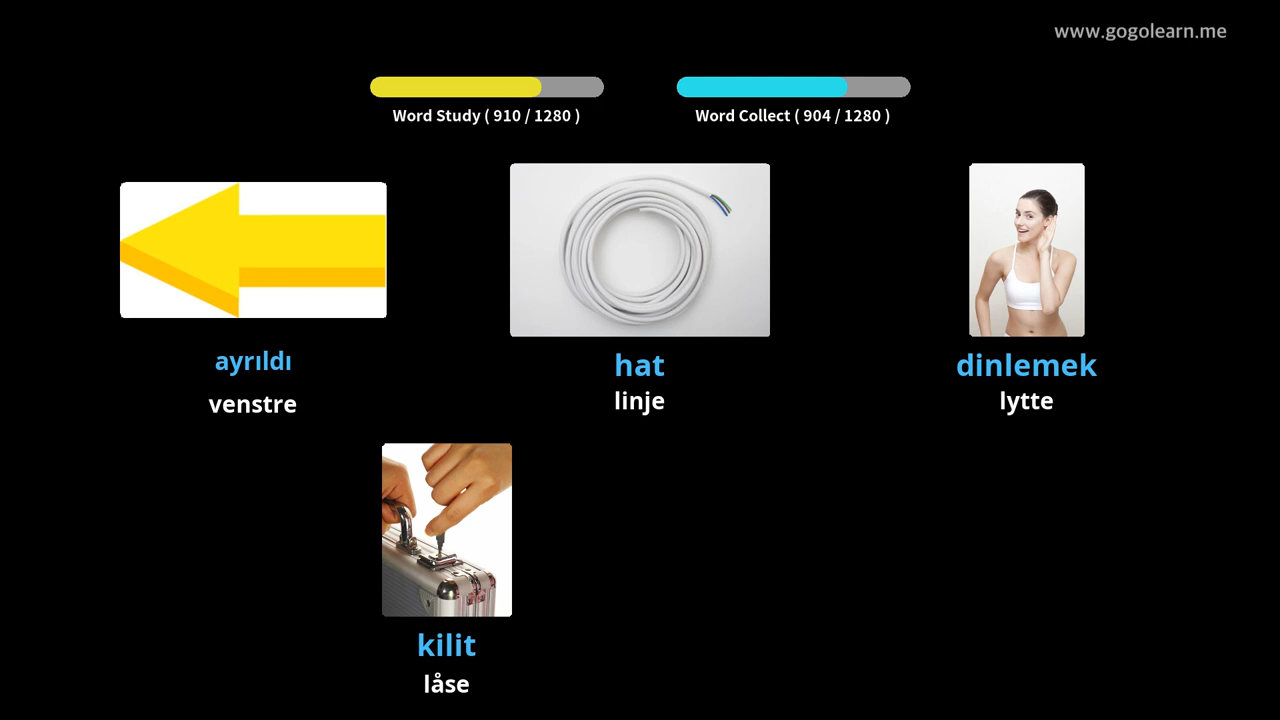 www.gogolearn.me
Word Study ( 910 / 1280 )
Word Collect ( 904 / 1280 )
ayrıldı
venstre
hat
linje
dinlemek
lytte
kilit
låse